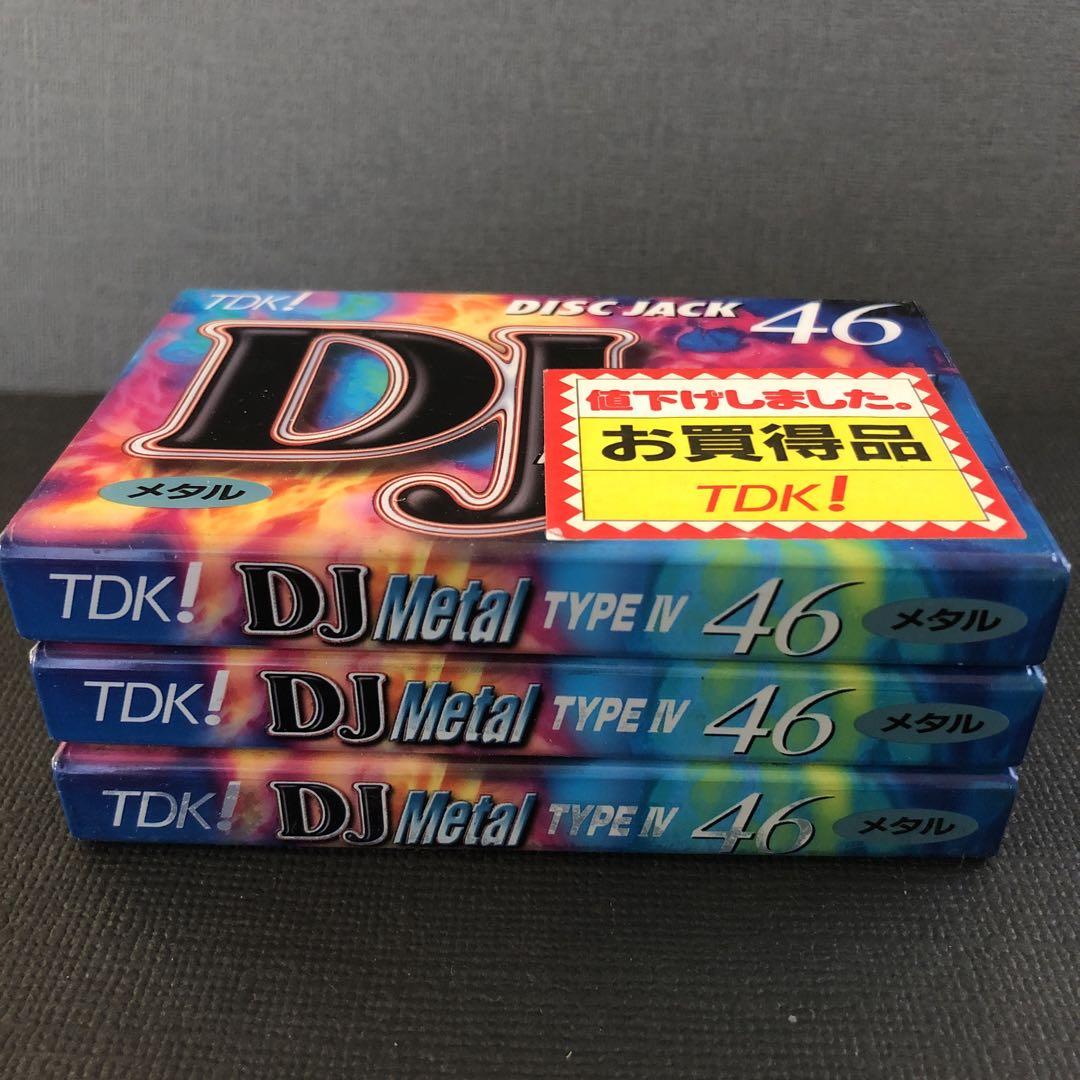 TDK!
DISC JACK 46
DJ
メタル
値下げしました。
お買得品
TDK!
TDK! DJ Metal TYPE IV 46 メタル
TDK! DJ Metal TYPE IV 46 メタル
TDK! DJ Metal TYPE IV 46 メタル